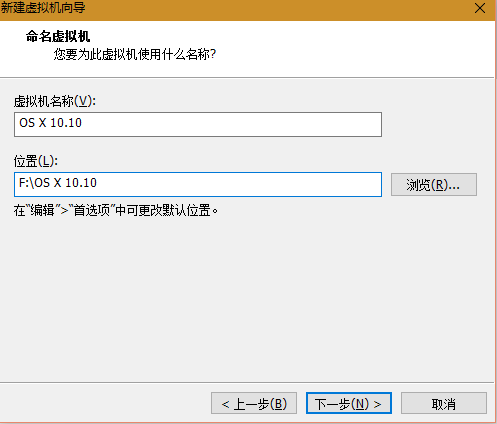 新建虚拟机向导
命名虚拟机
您要为此虚拟机使用什么名称?
虚拟机名称(V):
OS X 10.10
位置(L):
F:\OS X 10.10
浏览(R)...
在"编辑">"首选项"中可更改默认位置。
< 上一步(B)
下一步(N) >
取消